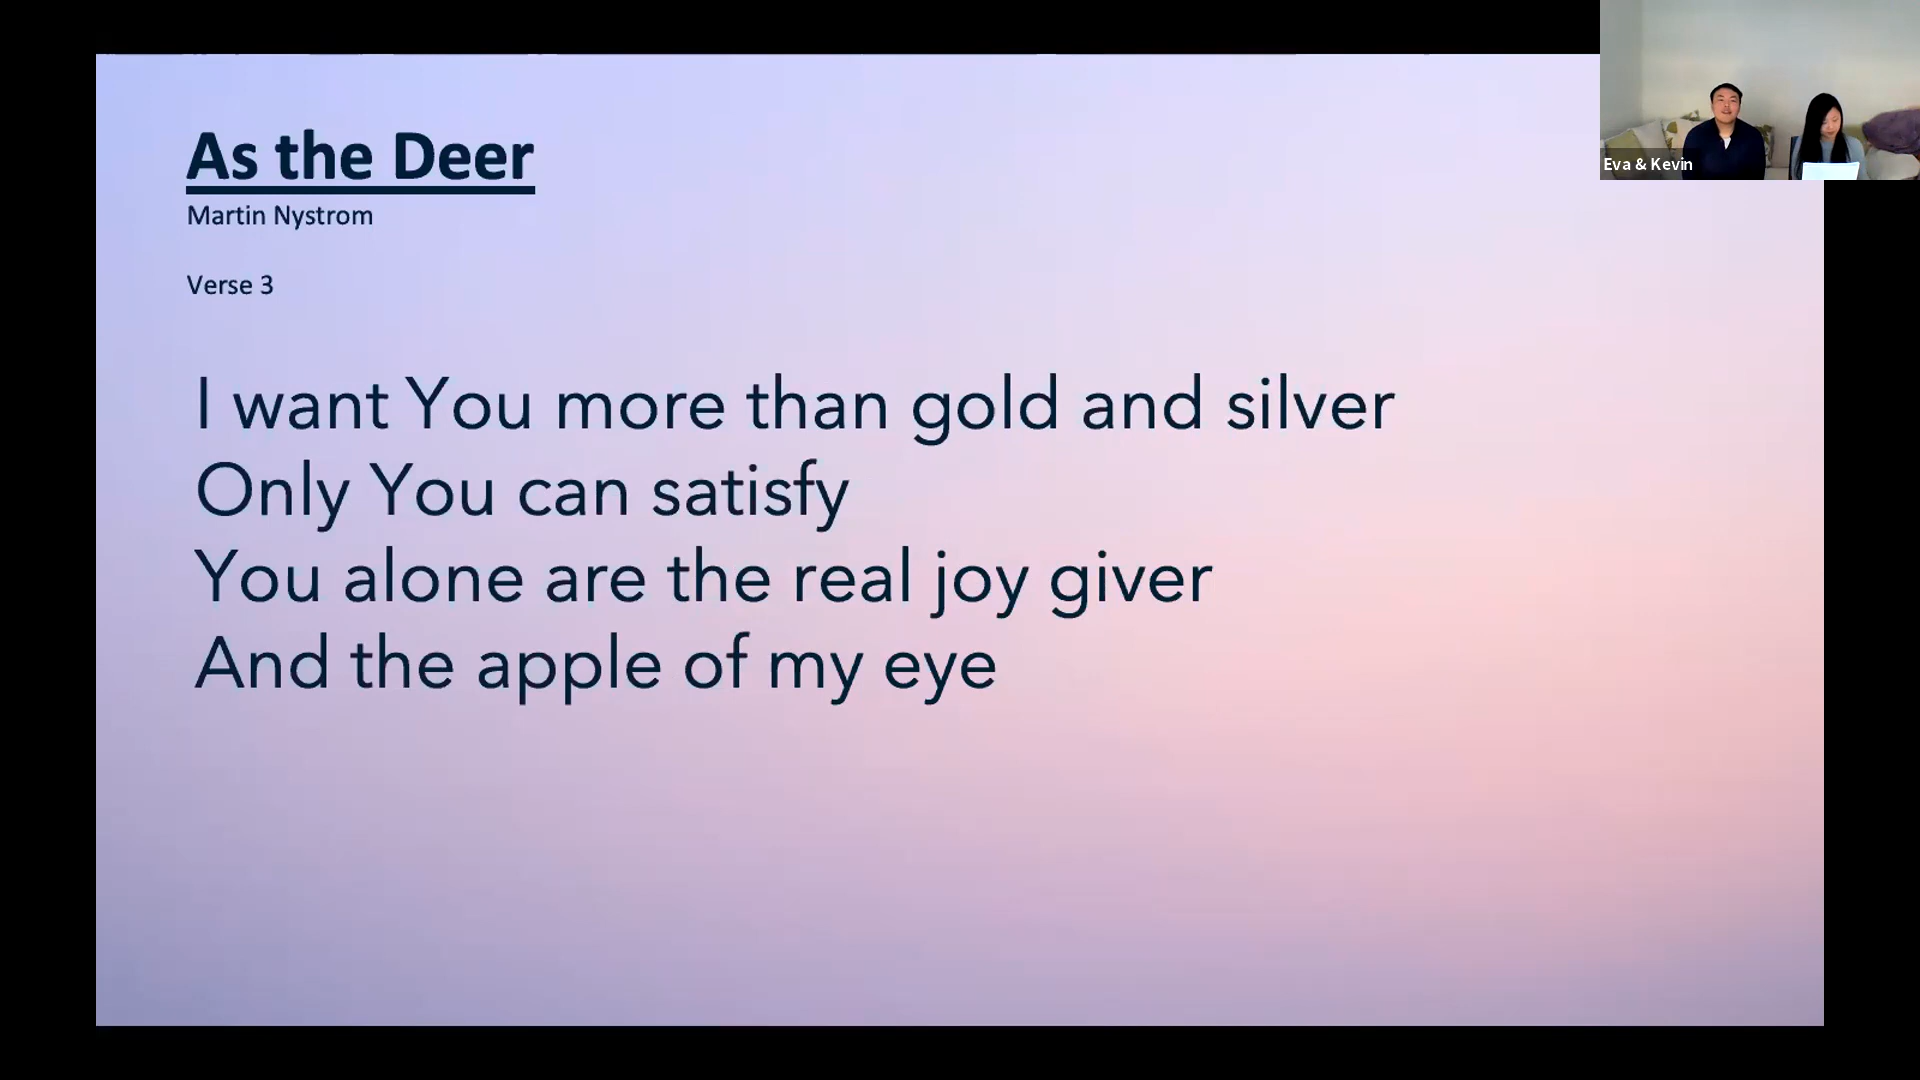 As the Deer
Martin Nystrom
Verse 3
I want You more than gold and silver
Only You can satisfy
You alone are the real joy giver
And the apple of my eye
Eva & Kevin